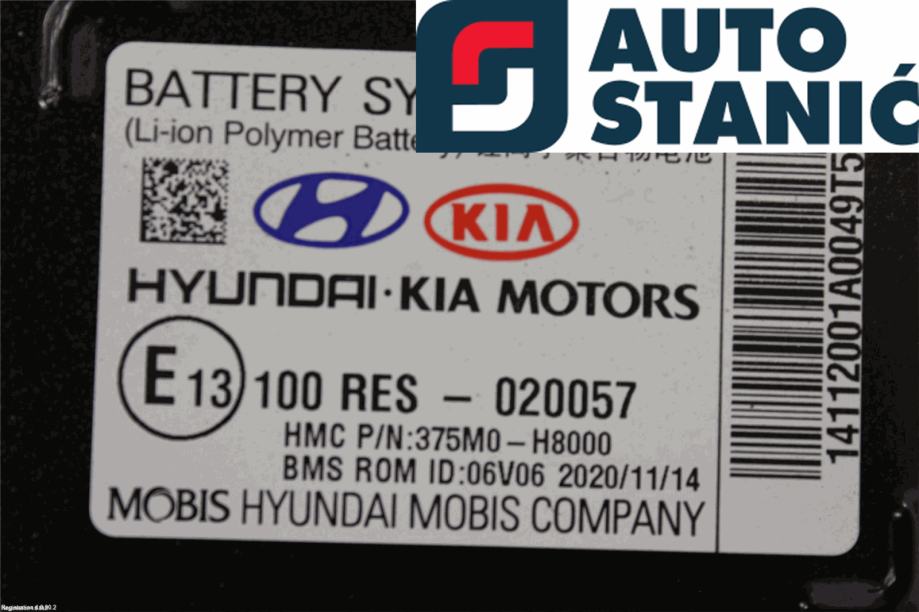 AUTO
STANIĆ
BATTERY SY
(Li-ion Polymer Batte
KIA
HYUNDAI·KIA MOTORS
E13 100 RES – 020057
HMC P/N:375M0–H8000
BMS ROM ID:06V06 2020/11/14
MOBIS HYUNDAI MOBIS COMPANY
14112001A0049T5